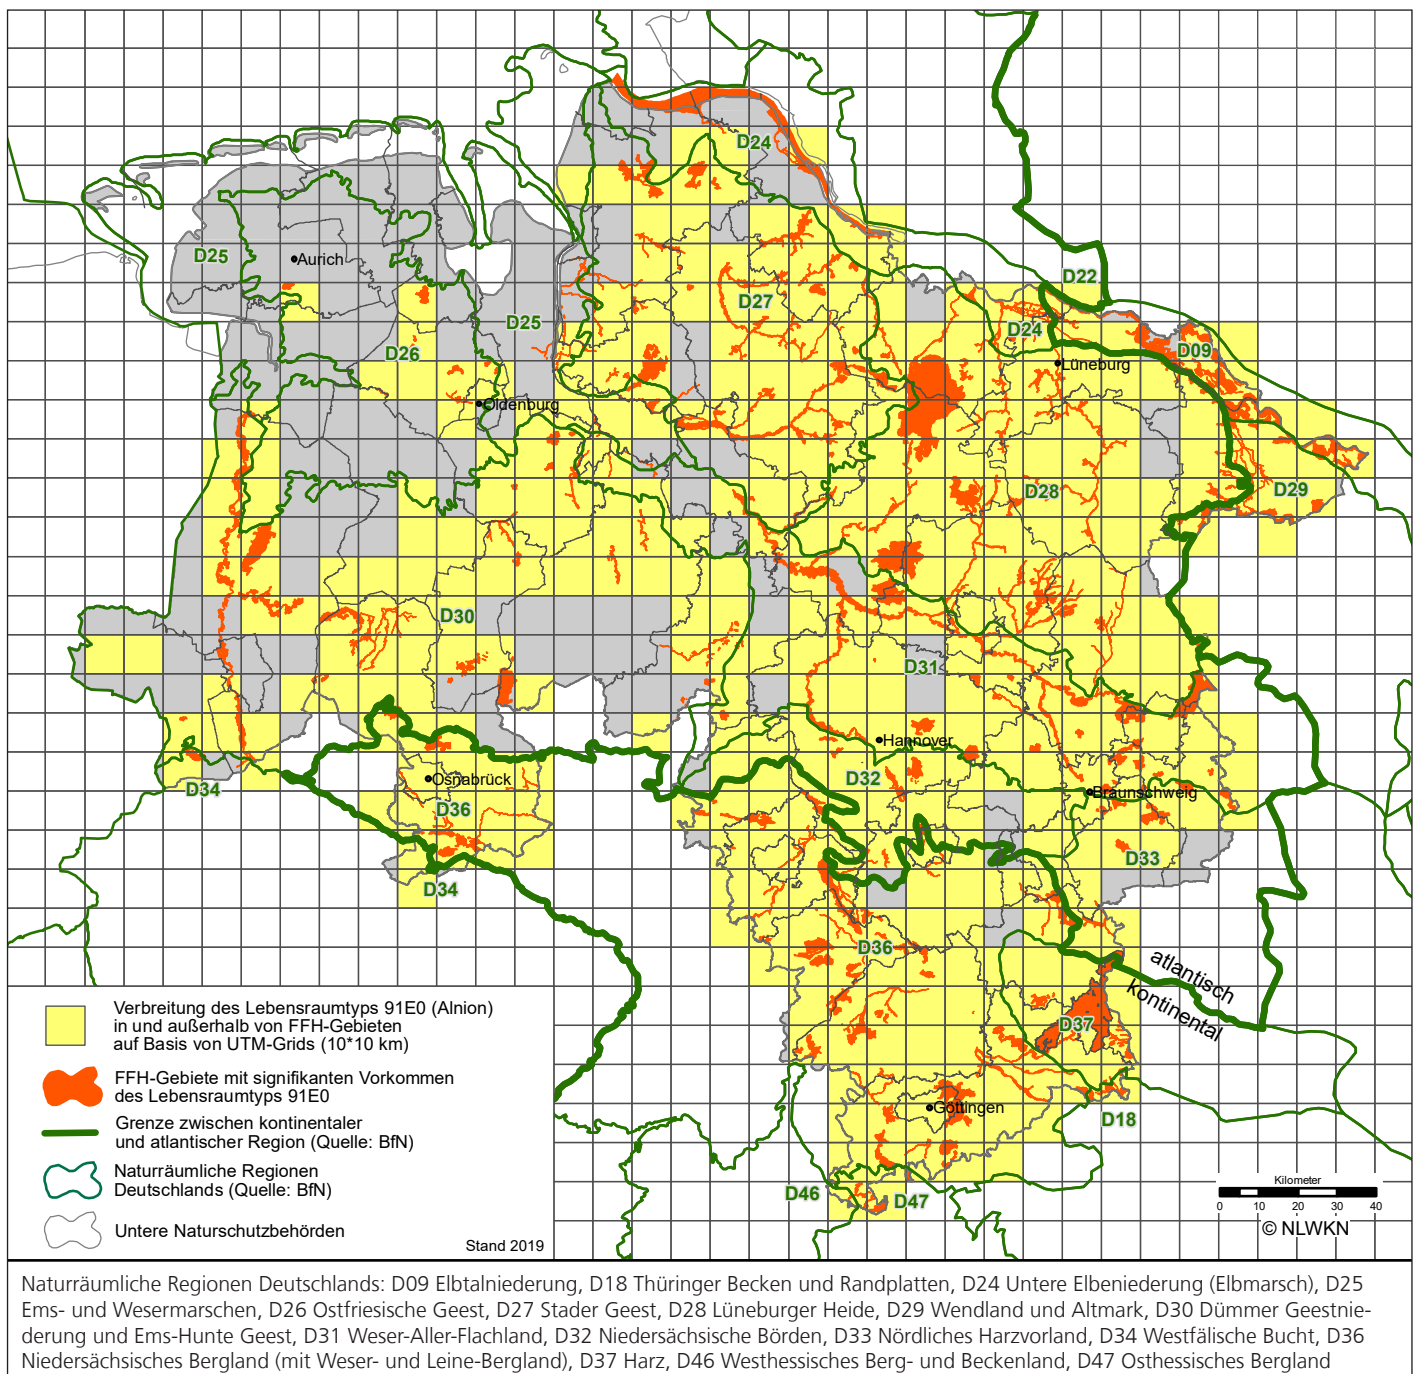 D24
D25
Aurich
D22
D27
D25
D24
D26
D09
Lüneburg
Oldenburg
D28
D29
D30
D31
Hannover
D32
Osnabrück
D34
D36
Braunschweig
D33
D34
D36
atlantisch
kontinental
D37
Göttingen
D18
D46
D47
Verbreitung des Lebensraumtyps 91E0 (Alnion)
in und außerhalb von FFH-Gebieten
auf Basis von UTM-Grids (10*10 km)
FFH-Gebiete mit signifikanten Vorkommen
des Lebensraumtyps 91E0
Grenze zwischen kontinentaler
und atlantischer Region (Quelle: BfN)
Naturräumliche Regionen
Deutschlands (Quelle: BfN)
Untere Naturschutzbehörden
Stand 2019
Kilometer
0 10 20 30 40
© NLWKN
Naturräumliche Regionen Deutschlands: D09 Elbtalniederung, D18 Thüringer Becken und Randplatten, D24 Untere Elbeniederung (Elbmarsch), D25
Ems- und Wesermarschen, D26 Ostfriesische Geest, D27 Stader Geest, D28 Lüneburger Heide, D29 Wendland und Altmark, D30 Dümmer Geestnie-
derung und Ems-Hunte Geest, D31 Weser-Aller-Flachland, D32 Niedersächsische Börden, D33 Nördliches Harzvorland, D34 Westfälische Bucht, D36
Niedersächsisches Bergland (mit Weser- und Leine-Bergland), D37 Harz, D46 Westhessisches Berg- und Beckenland, D47 Osthessisches Bergland